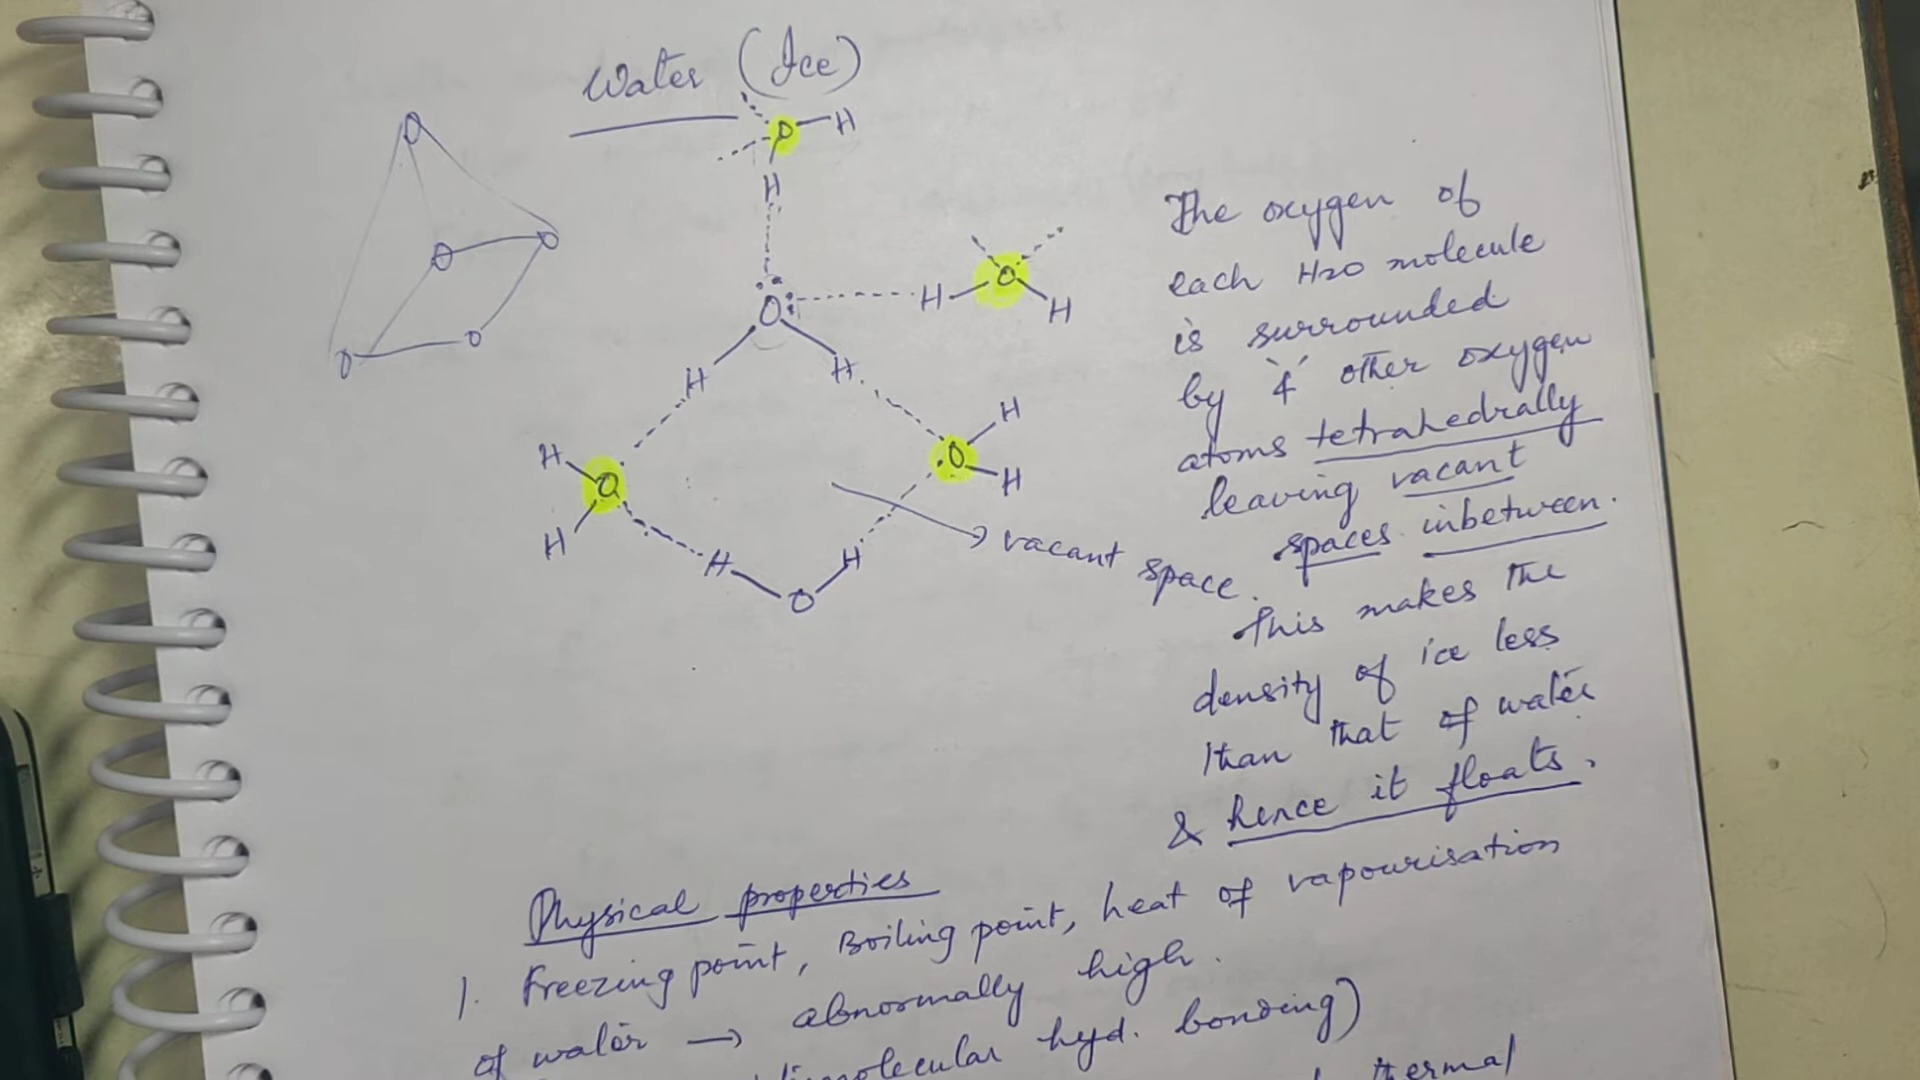 Water (Ice)
O
O
O
O
O
O-H
H
O
H
O
H
H
H
H
O
H
H
O
H
H
H
O
H
vacant space.
The oxygen of
each H2O molecule
is surrounded
by '4' other oxygen
atoms tetrahedrally
leaving vacant
spaces inbetween.
This makes the
density of ice less
than that of water
& hence it floats.
Physical properties
1. Freezing point, Boiling point, heat of vapourisation
of water → abnormally high.
hyd. bonding)
thermal